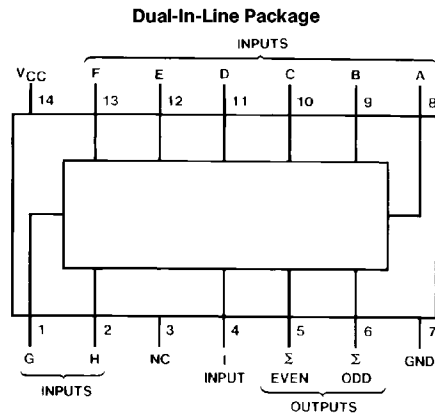 Dual-In-Line Package
INPUTS
VCC F E D C B A
14 13 12 11 10 9 8
1 2 3 4 5 6 7
G H NC I Σ Σ GND
INPUT EVEN ODD
INPUTS OUTPUTS